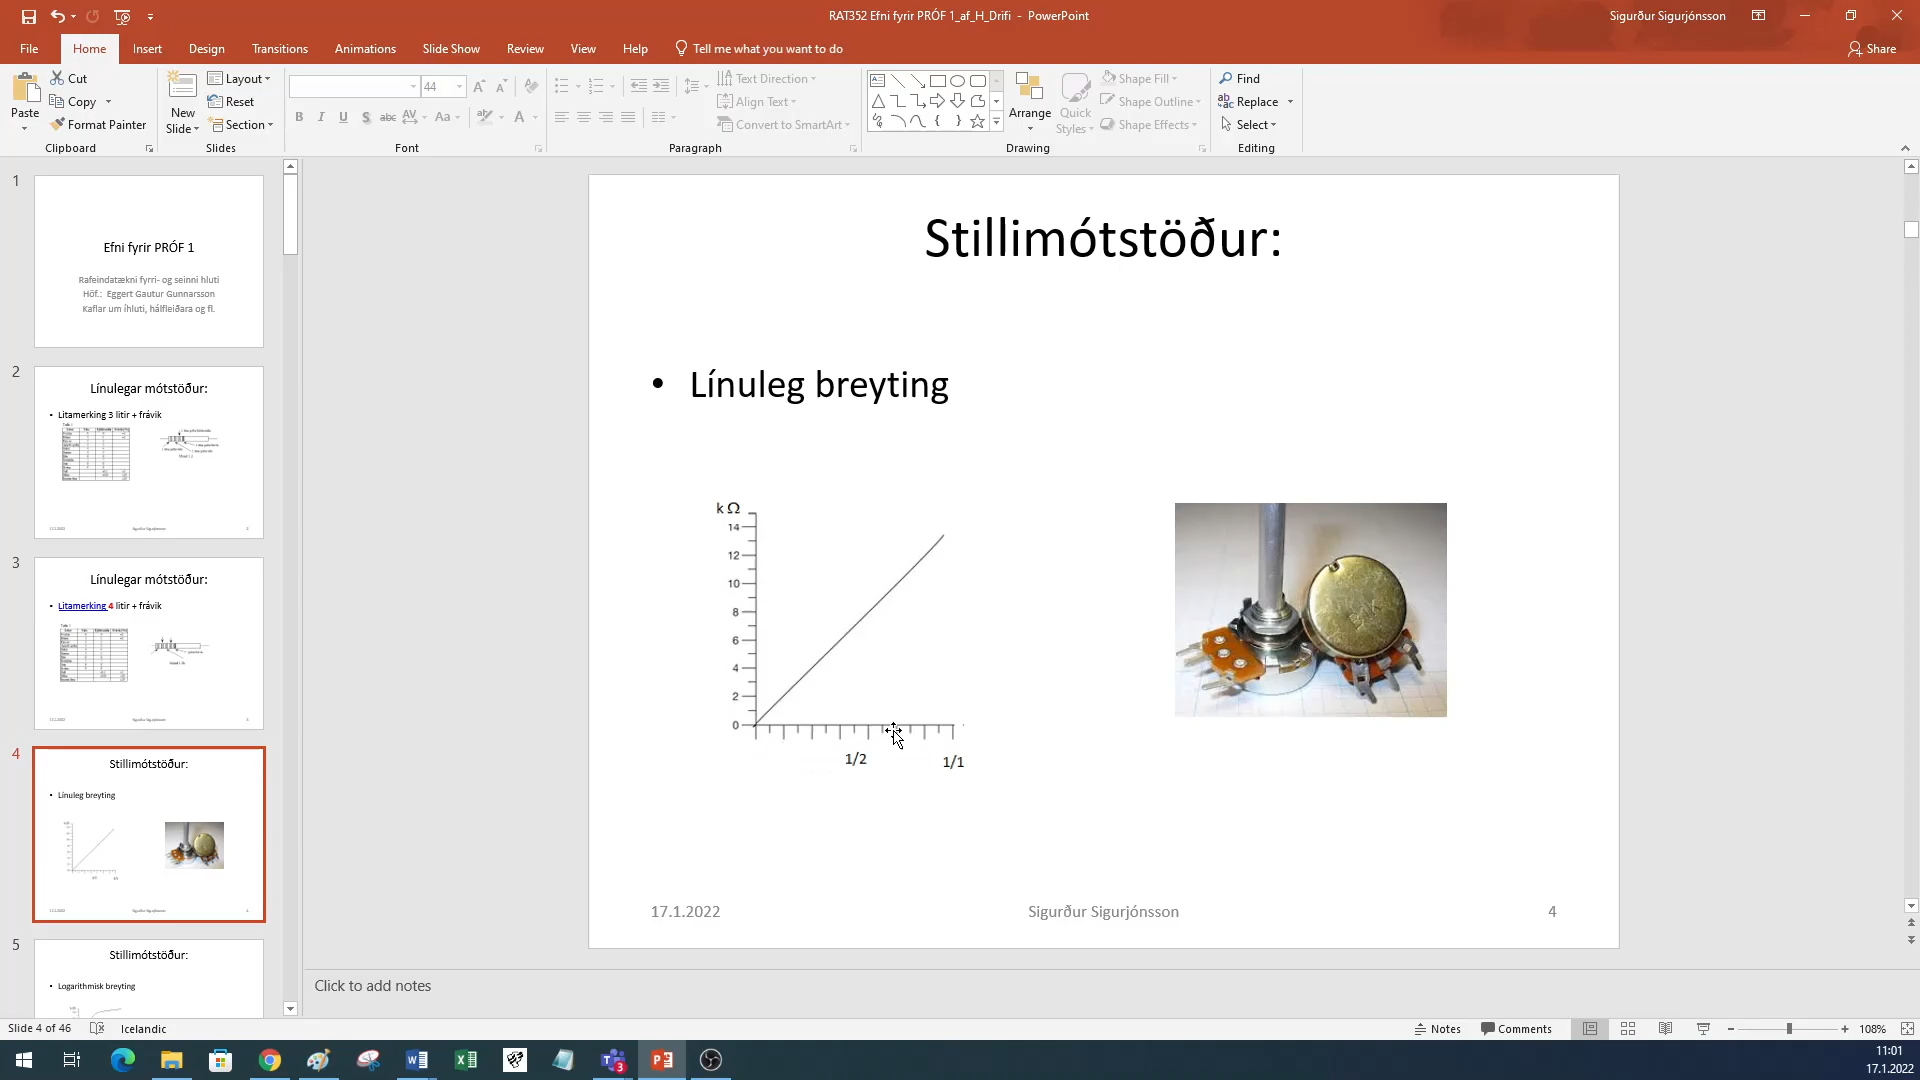 RAT352 Efni fyrir PRÓF 1_af_H_Drifi - PowerPoint
Sigurður Sigurjónsson
File Home Insert Design Transitions Animations Slide Show Review View Help Tell me what you want to do Share
Paste
Cut
Copy
Format Painter
Clipboard
New Slide
Layout
Reset
Section
Slides
44
Font
Text Direction
Align Text
Convert to SmartArt
Paragraph
Arrange
Quick Styles
Shape Fill
Shape Outline
Shape Effects
Drawing
Find
Replace
Select
Editing
1
Efni fyrir PRÓF 1
Rafeindatækni fyrri- og seinni hluti
Höf.: Eggert Gautur Gunnarsson
Kaflar um íhluti, hálfleiðara og fl.
2
Línulegar mótstöður:
• Litamerking 3 litir + frávik
3
Línulegar mótstöður:
• Litamerking 4 litir + frávik
4
Stillimótstöður:
• Línuleg breyting
5
Stillimótstöður:
• Logarithmisk breyting
Stillimótstöður:
• Línuleg breyting
k Ω
14
12
10
8
6
4
2
0
1/2
1/1
17.1.2022
Sigurður Sigurjónsson
4
Click to add notes
Slide 4 of 46
Icelandic
Notes
Comments
108%
3
11:01
17.1.2022